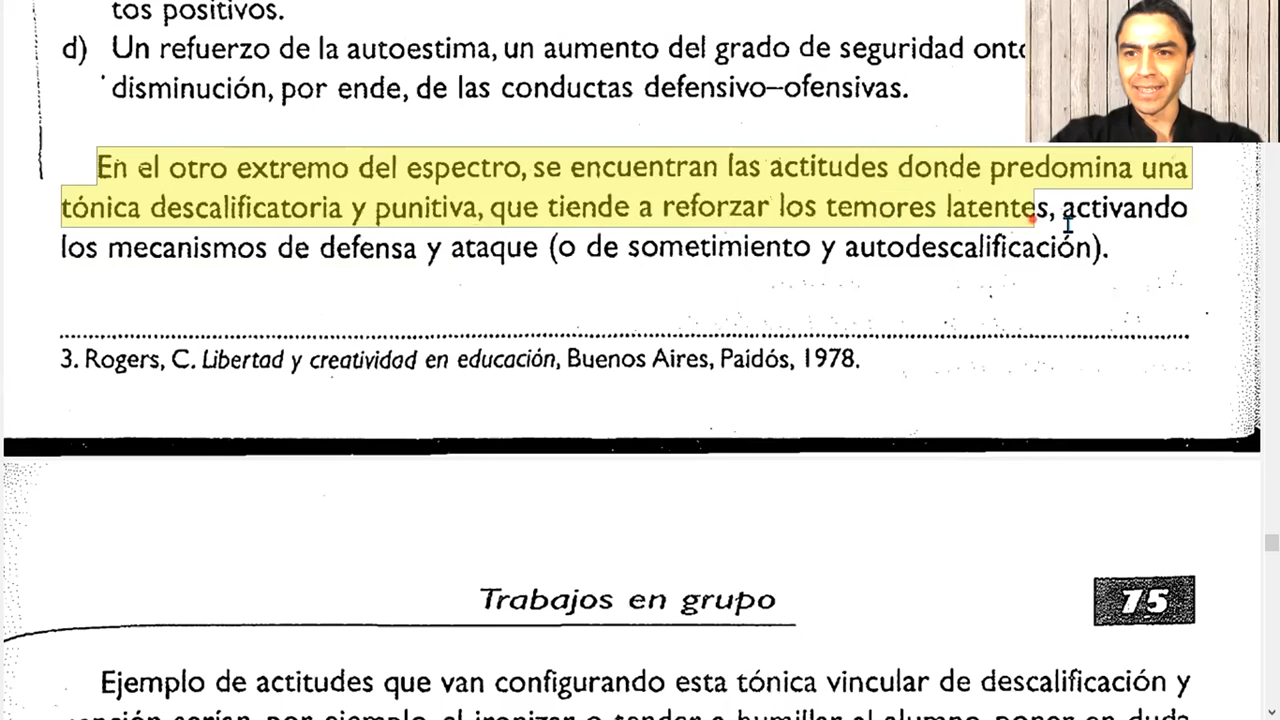 tos positivos.
d) Un refuerzo de la autoestima, un aumento del grado de seguridad
disminución, por ende, de las conductas defensivo–ofensivas.
En el otro extremo del espectro, se encuentran las actitudes donde predomina una
tónica descalificatoria y punitiva, que tiende a reforzar los temores latentes, activando
los mecanismos de defensa y ataque (o de sometimiento y autodescalificación).
3. Rogers, C. Libertad y creatividad en educación, Buenos Aires, Paidós, 1978.
Trabajos en grupo
75
Ejemplo de actitudes que van configurando esta tónica vincular de descalificación y